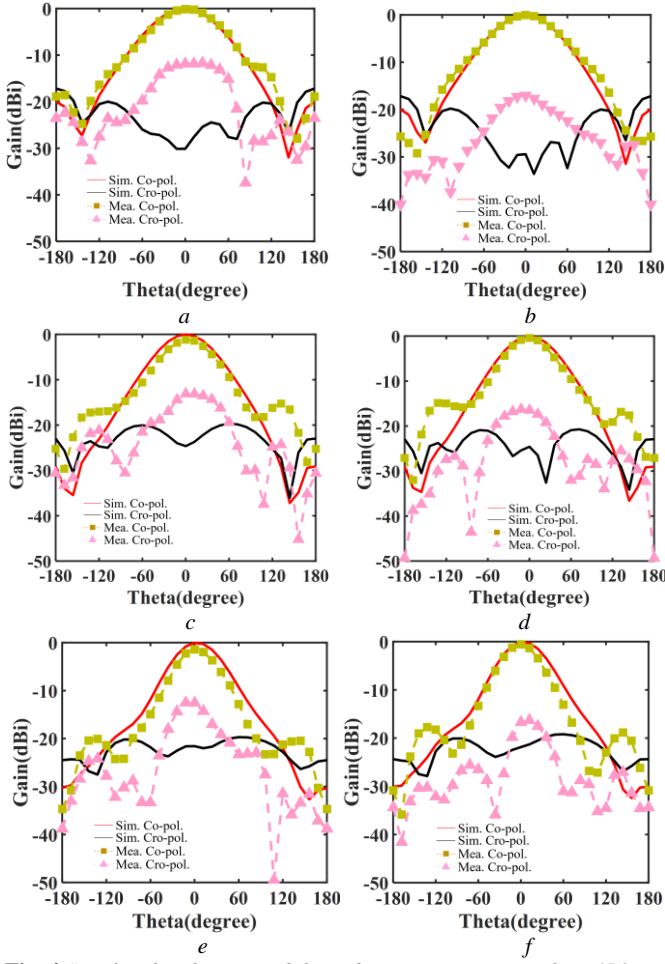 0
-10
-20
-30
-40
-50
Gain(dBi)
Sim. Co-pol.
Sim. Cro-pol.
Mea. Co-pol.
Mea. Cro-pol.
-180 -120 -60 0 60 120 180
Theta(degree)
a
0
-10
-20
-30
-40
-50
Gain(dBi)
Sim. Co-pol.
Sim. Cro-pol.
Mea. Co-pol.
Mea. Cro-pol.
-180 -120 -60 0 60 120 180
Theta(degree)
b
0
-10
-20
-30
-40
-50
Gain(dBi)
Sim. Co-pol.
Sim. Cro-pol.
Mea. Co-pol.
Mea. Cro-pol.
-180 -120 -60 0 60 120 180
Theta(degree)
c
0
-10
-20
-30
-40
-50
Gain(dBi)
Sim. Co-pol.
Sim. Cro-pol.
Mea. Co-pol.
Mea. Cro-pol.
-180 -120 -60 0 60 120 180
Theta(degree)
d
0
-10
-20
-30
-40
-50
Gain(dBi)
Sim. Co-pol.
Sim. Cro-pol.
Mea. Co-pol.
Mea. Cro-pol.
-180 -120 -60 0 60 120 180
Theta(degree)
e
0
-10
-20
-30
-40
-50
Gain(dBi)
Sim. Co-pol.
Sim. Cro-pol.
Mea. Co-pol.
Mea. Cro-pol.
-180 -120 -60 0 60 120 180
Theta(degree)
f